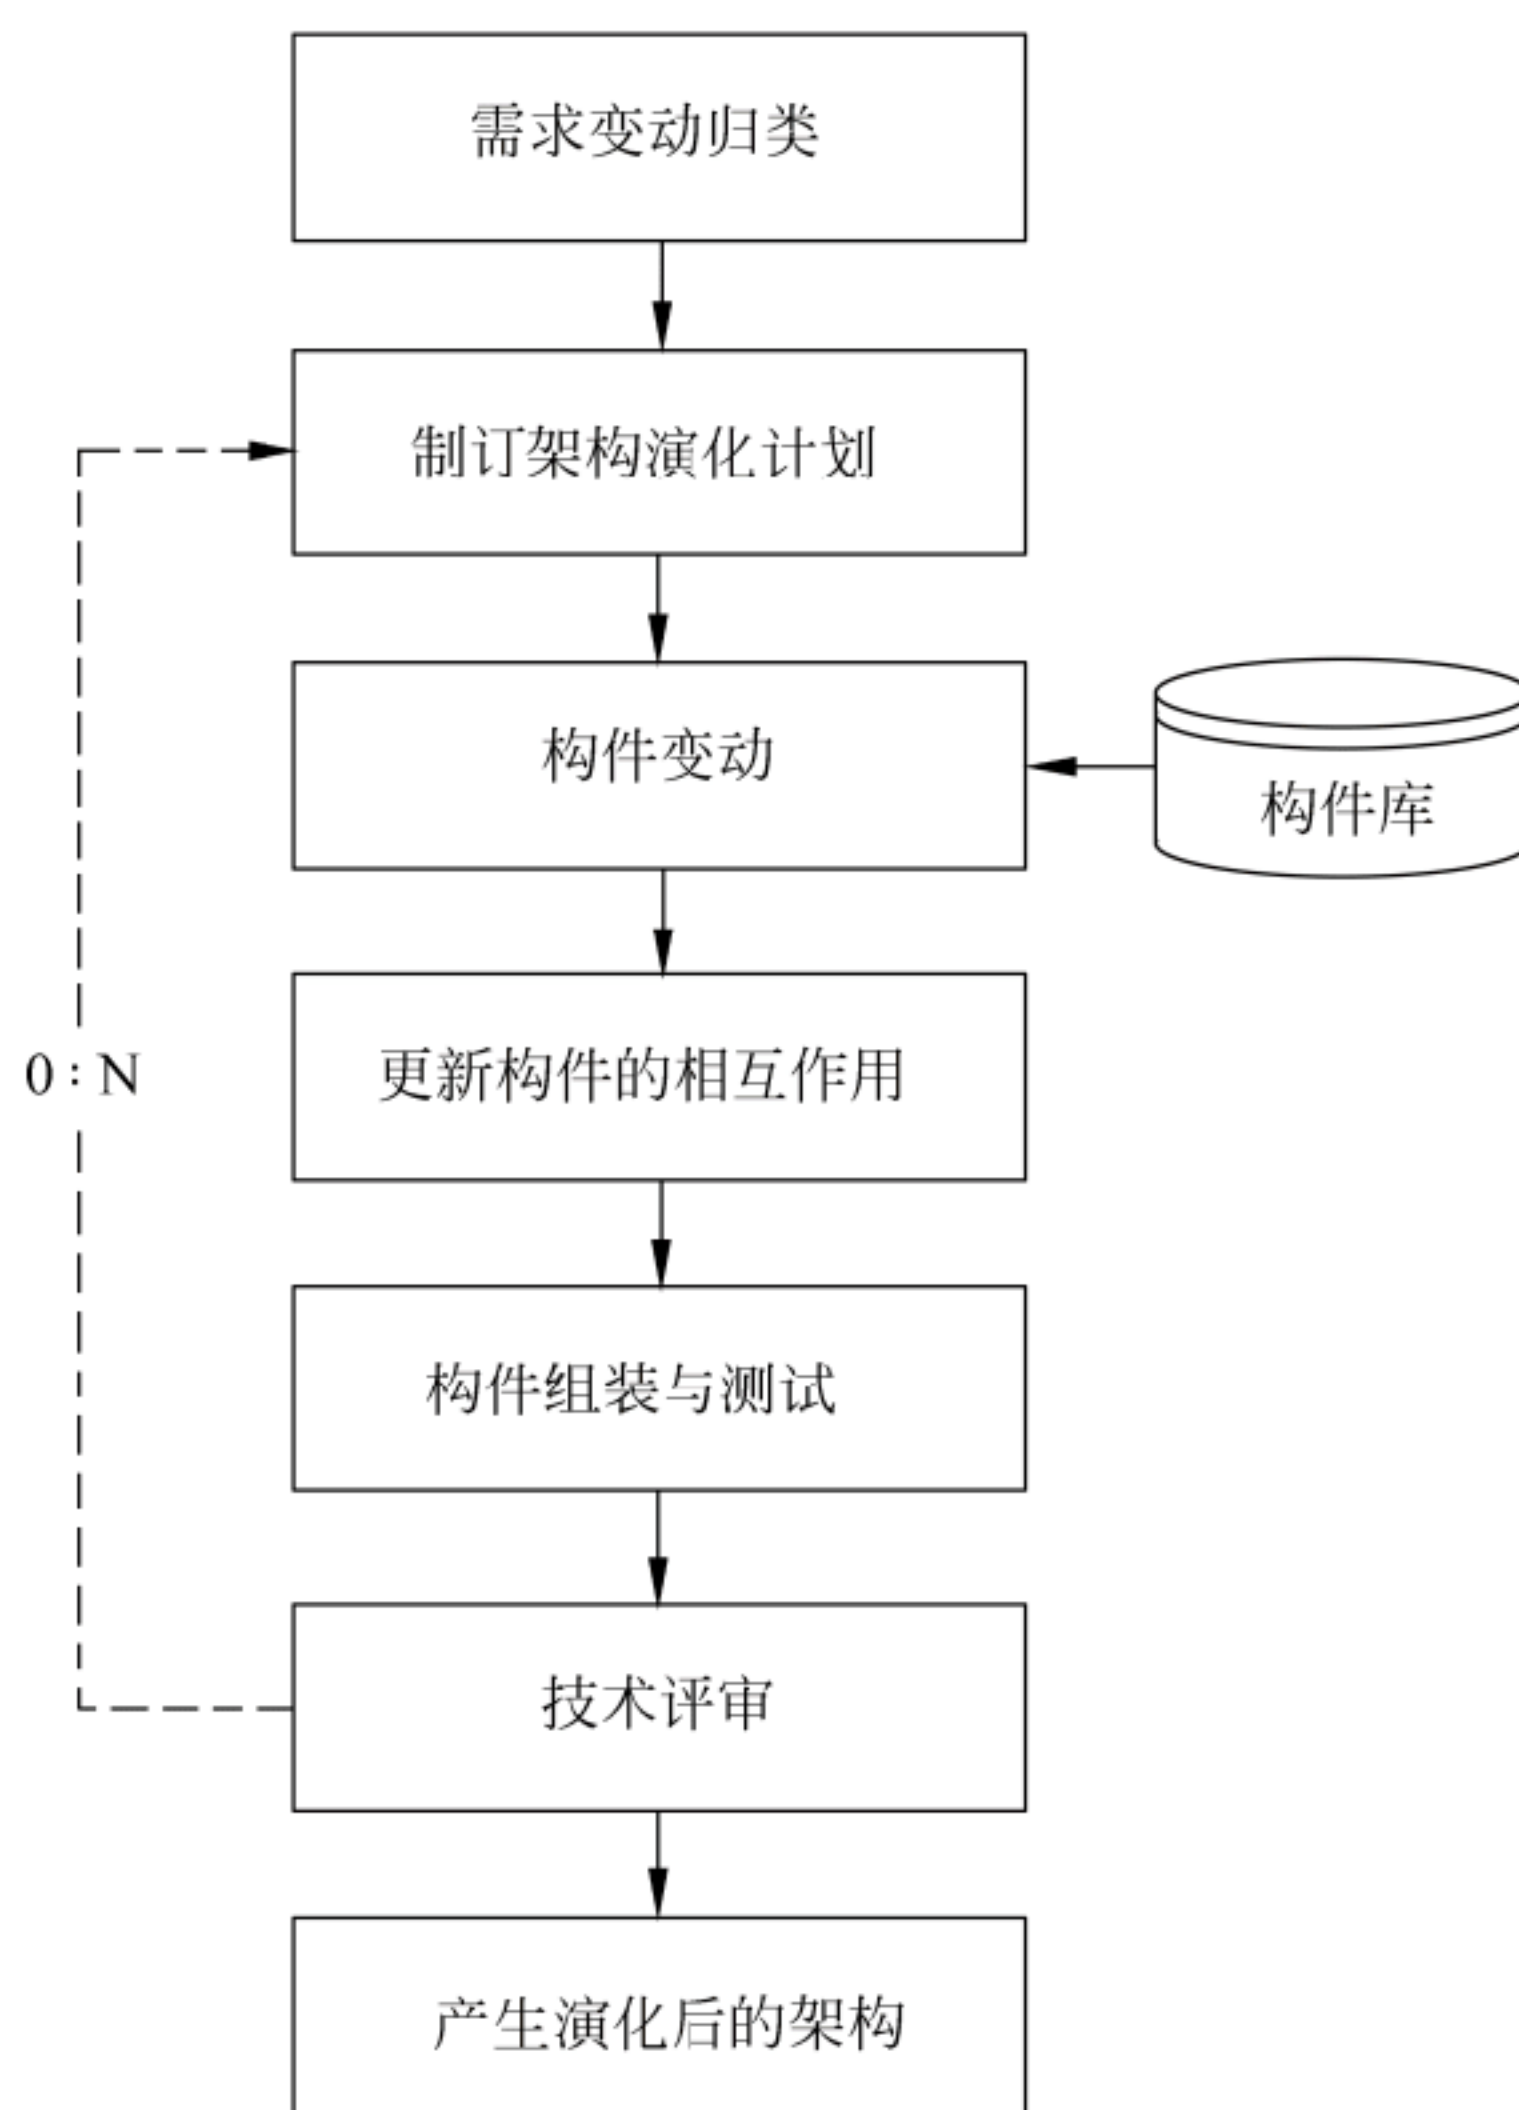 需求变动归类
制订架构演化计划
构件变动
构件库
更新构件的相互作用
0:N
构件组装与测试
技术评审
产生演化后的架构